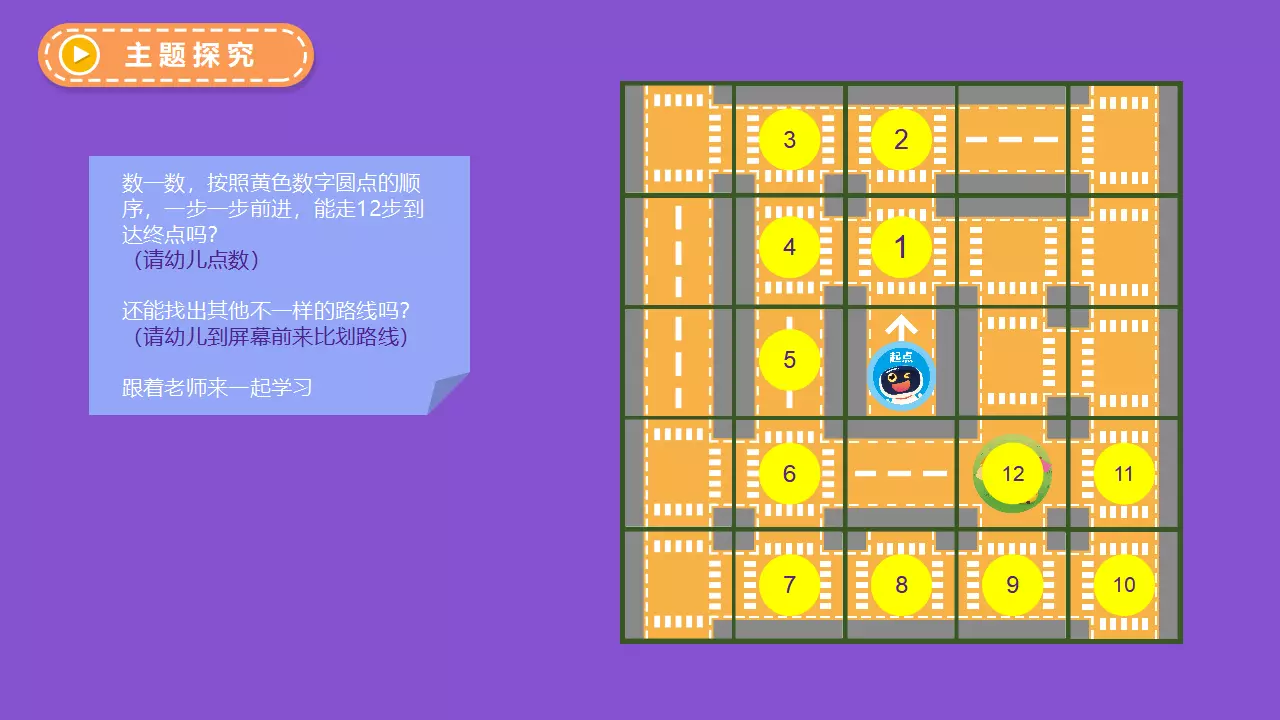 主题探究
数一数，按照黄色数字圆点的顺
序，一步一步前进，能走12步到
达终点吗？
（请幼儿点数）
还能找出其他不一样的路线吗？
（请幼儿到屏幕前来比划路线）
跟着老师来一起学习
3
2
4
1
5
起点
6
12
11
7
8
9
10